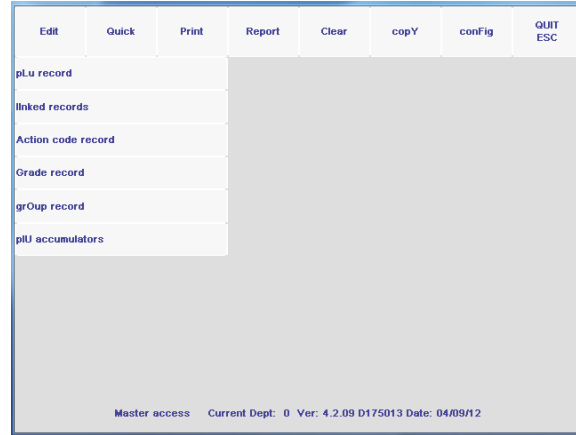 Edit Quick Print Report Clear copY conFig QUIT
ESC
pLu record
lInked records
Action code record
Grade record
grOup record
plU accumulators
Master access Current Dept: 0 Ver: 4.2.09 D175013 Date: 04/09/12